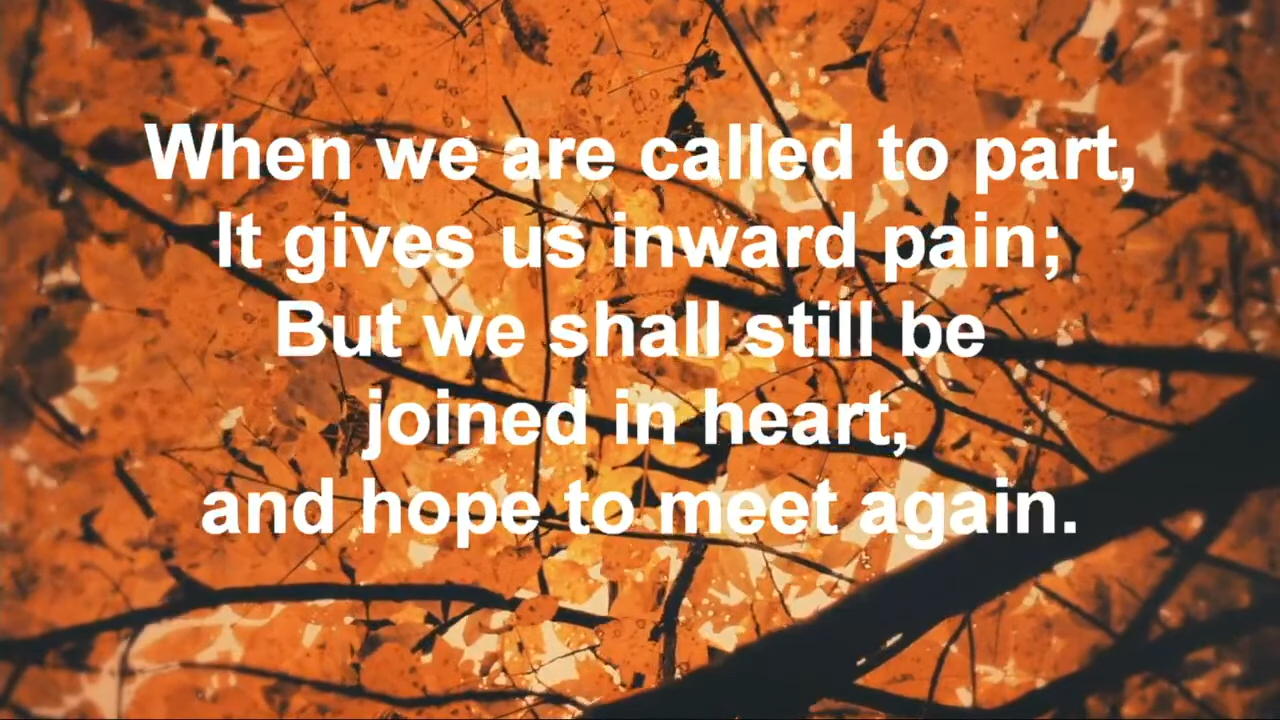 When we are called to part,
It gives us inward pain;
But we shall still be
joined in heart,
and hope to meet again.